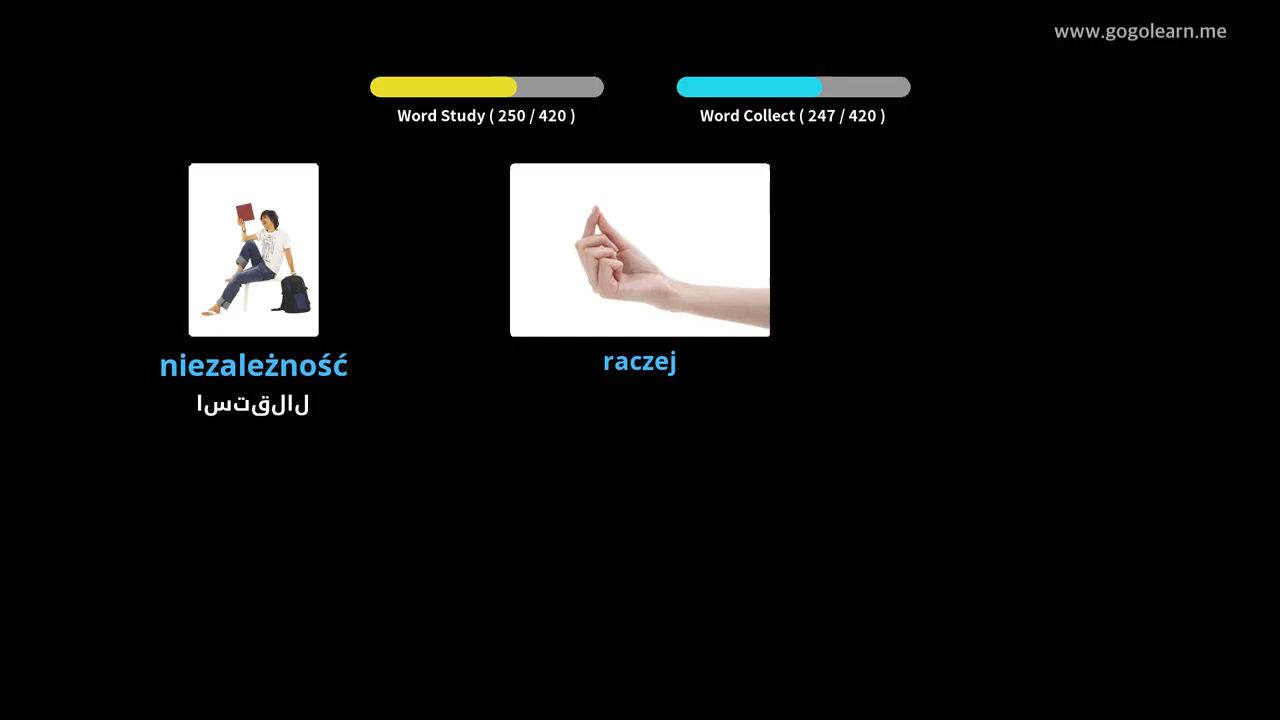 www.gogolearn.me
Word Study ( 250 / 420 )
Word Collect ( 247 / 420 )
niezależność
raczej
استقلال